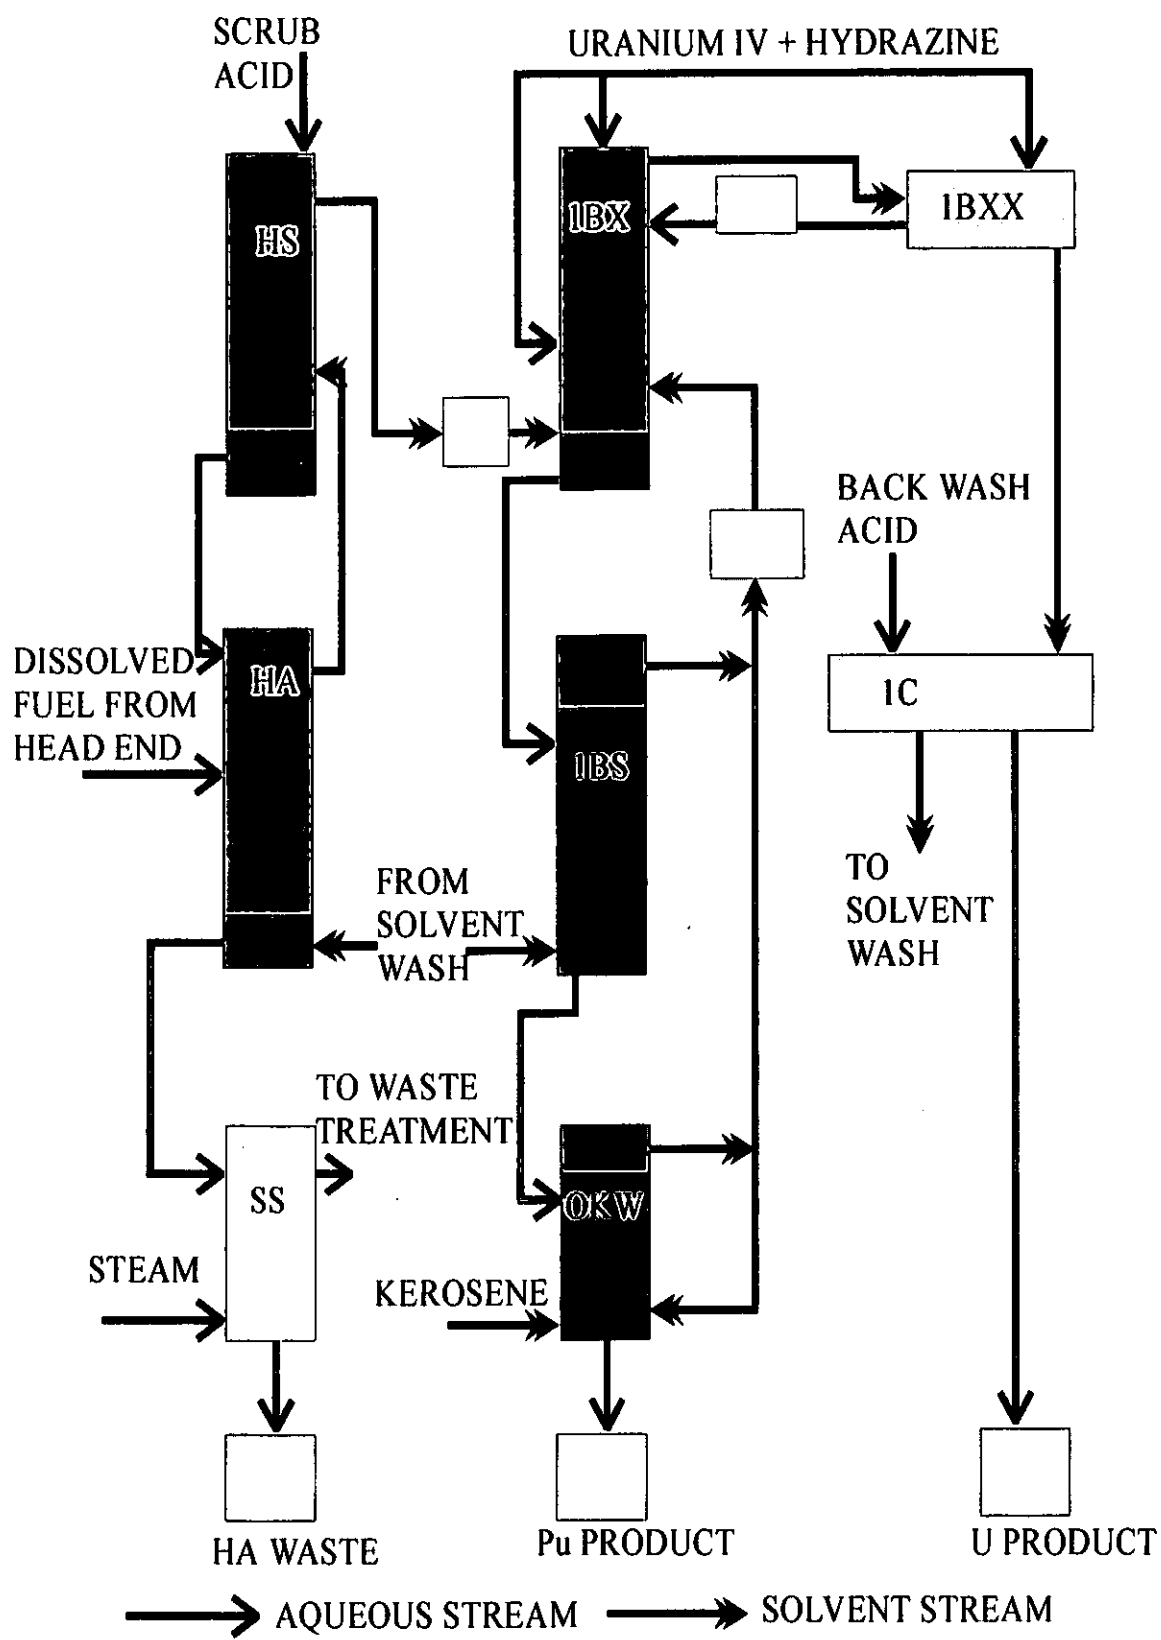 SCRUB
ACID
URANIUM IV + HYDRAZINE
HS
1BX
1BXX
BACK WASH
ACID
DISSOLVED
FUEL FROM
HEAD END
HA
1BS
1C
FROM
SOLVENT
WASH
TO
SOLVENT
WASH
TO WASTE
TREATMENT
SS
OKW
STEAM
KEROSENE
HA WASTE
Pu PRODUCT
U PRODUCT
AQUEOUS STREAM
SOLVENT STREAM